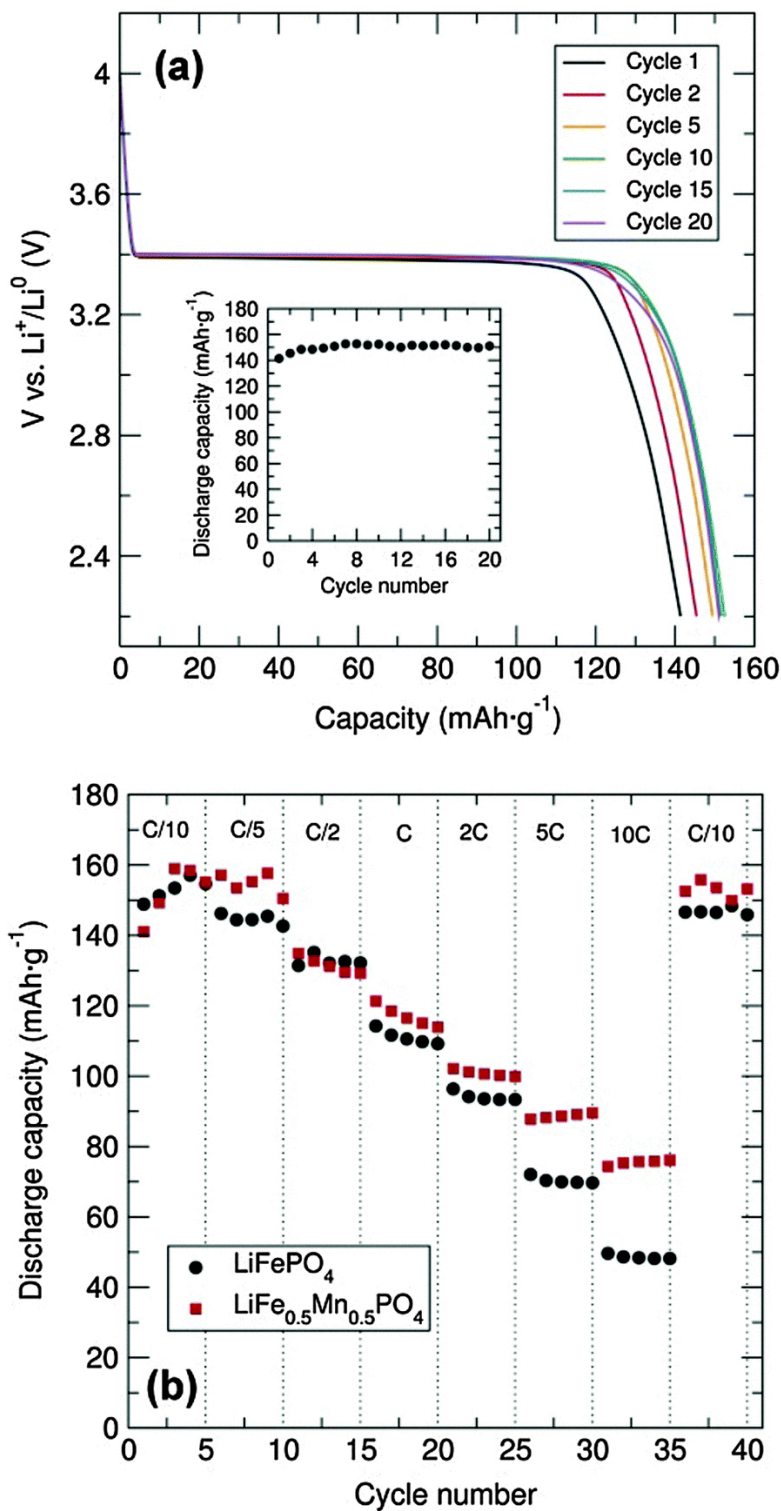 (a)
Cycle 1
Cycle 2
Cycle 5
Cycle 10
Cycle 15
Cycle 20
4
3.6
3.2
2.8
2.4
V vs. Li⁺/Li⁰ (V)
180
160
140
120
100
80
60
40
20
0
Discharge capacity (mAh·g⁻¹)
0 4 8 12 16 20
Cycle number
0 20 40 60 80 100 120 140 160
Capacity (mAh·g⁻¹)
180
160
140
120
100
80
60
40
20
0
Discharge capacity (mAh·g⁻¹)
C/10 C/5 C/2 C 2C 5C 10C C/10
LiFePO₄
LiFe₀.₅Mn₀.₅PO₄
(b)
0 5 10 15 20 25 30 35 40
Cycle number